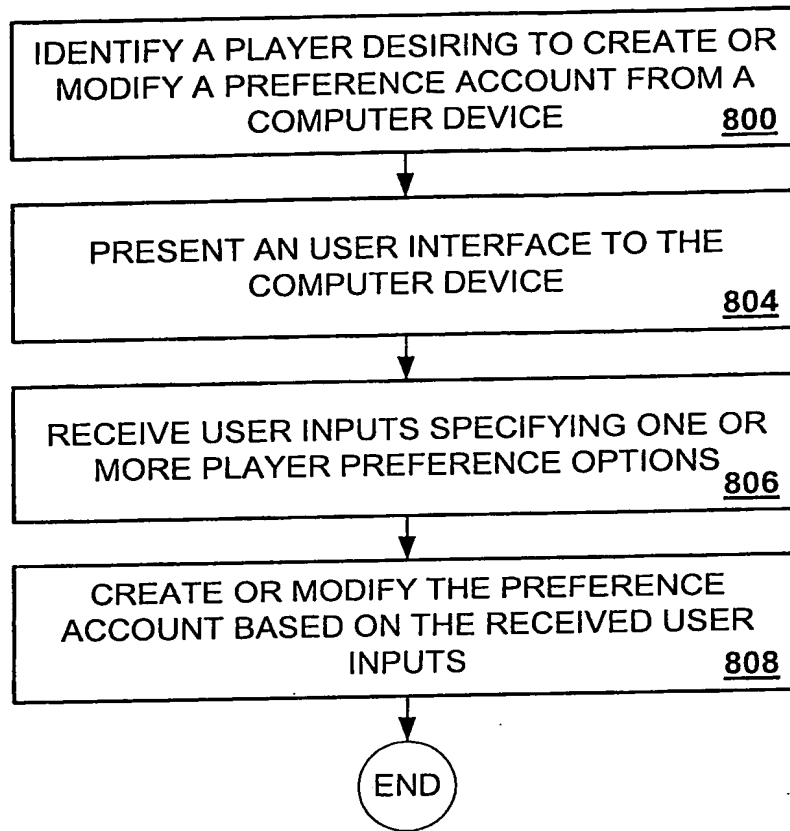 IDENTIFY A PLAYER DESIRING TO CREATE OR
MODIFY A PREFERENCE ACCOUNT FROM A
COMPUTER DEVICE
800
PRESENT AN USER INTERFACE TO THE
COMPUTER DEVICE
804
RECEIVE USER INPUTS SPECIFYING ONE OR
MORE PLAYER PREFERENCE OPTIONS
806
CREATE OR MODIFY THE PREFERENCE
ACCOUNT BASED ON THE RECEIVED USER
INPUTS
808
END